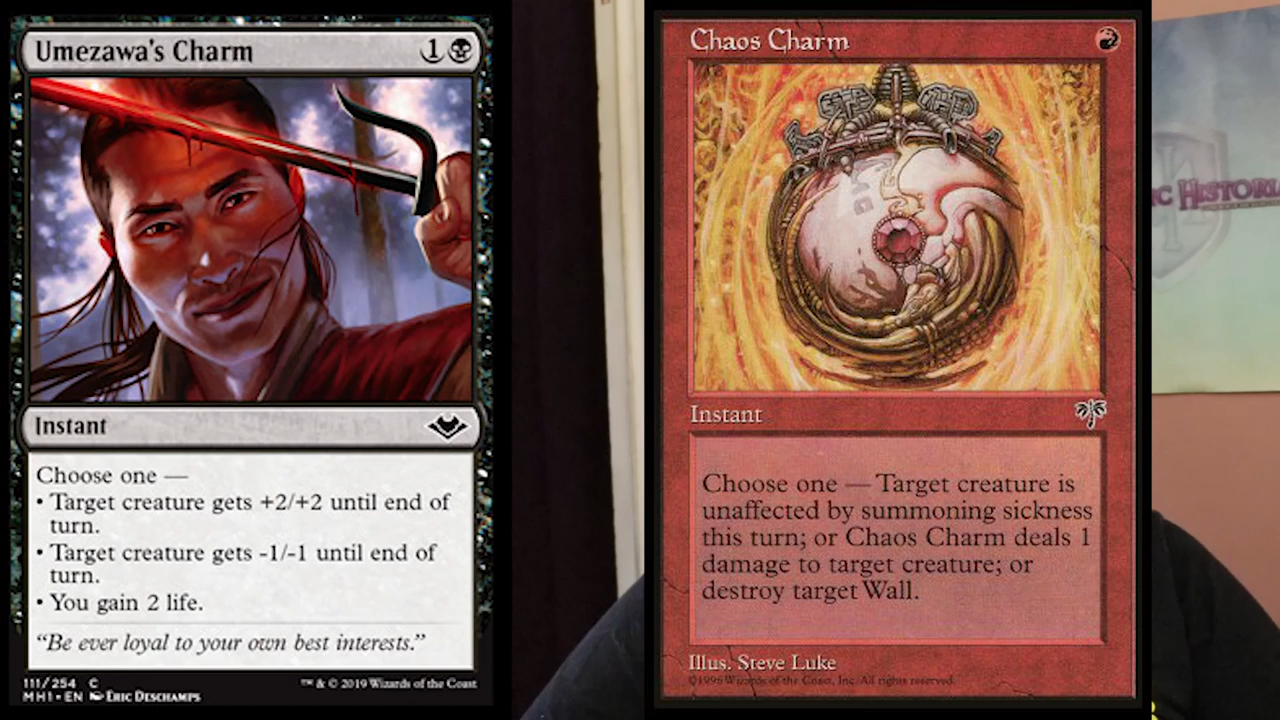 Umezawa's Charm 1
Instant
Choose one —
• Target creature gets +2/+2 until end of
turn.
• Target creature gets -1/-1 until end of
turn.
• You gain 2 life.
"Be ever loyal to your own best interests."
111/254 C
MH1 • EN Eric Deschamps
™ & © 2019 Wizards of the Coast
Chaos Charm
Instant
Choose one — Target creature is
unaffected by summoning sickness
this turn; or Chaos Charm deals 1
damage to target creature; or
destroy target Wall.
Illus. Steve Luke
©1996 Wizards of the Coast, Inc. All rights reserved.